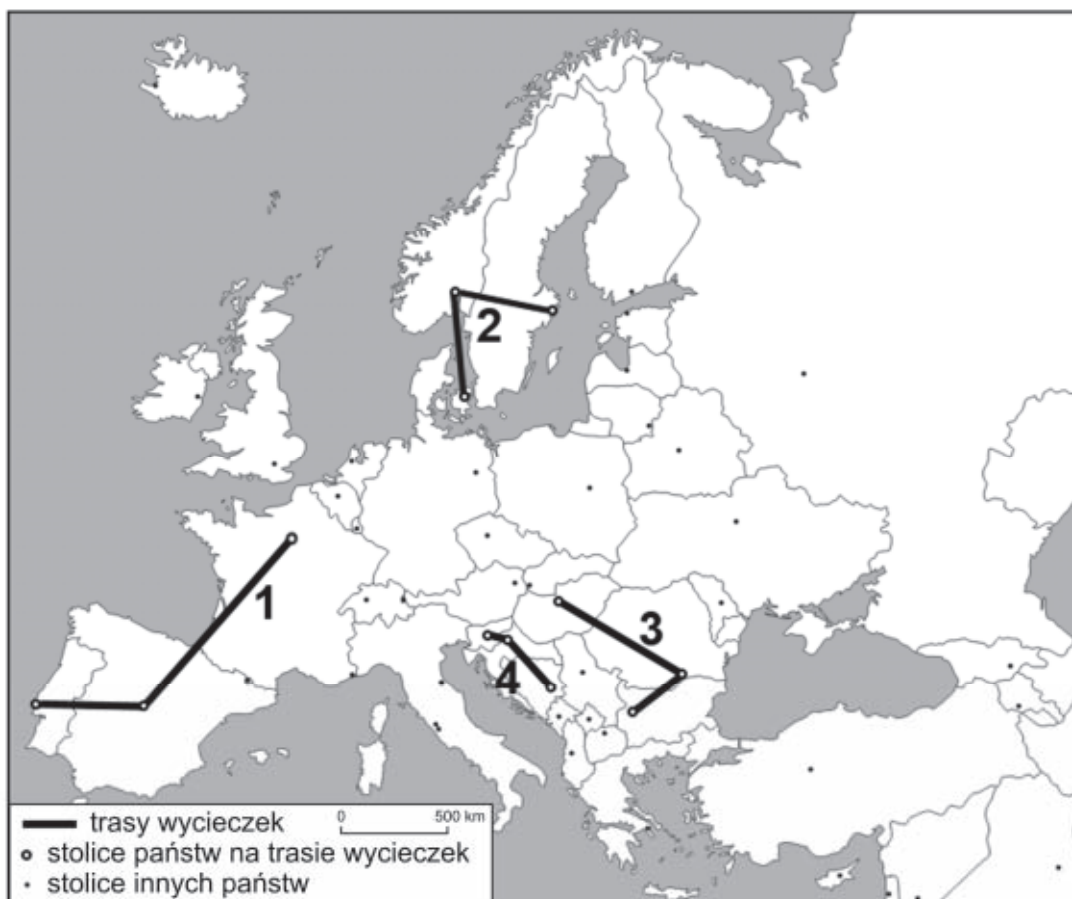 2
1
3
4
0 500 km
trasy wycieczek
stolice państw na trasie wycieczek
stolice innych państw